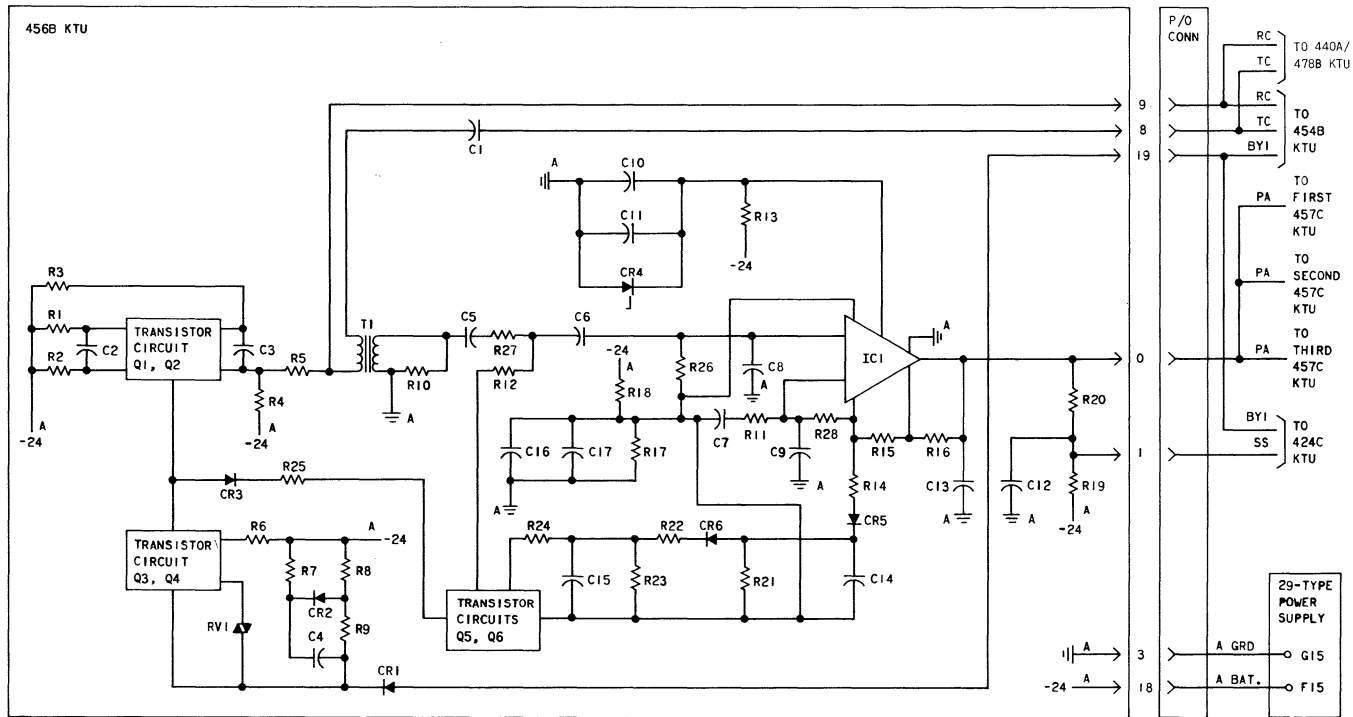 456B KTU
P/O
CONN
RC
TC
TO 440A/
478B KTU
9
RC
8
TC
19
BY1
TO
454B
KTU
C1
A
C10
C11
CR4
R13
-24
PA
TO
FIRST
457C
KTU
PA
TO
SECOND
457C
KTU
0
PA
TO
THIRD
457C
KTU
R3
R1
R2
C2
TRANSISTOR
CIRCUIT
Q1, Q2
C3
R5
R4
A
-24
A
-24
T1
R10
A
C5
R27
R12
C6
-24
A
R18
R26
C8
A
IC1
A
C7
R11
R28
C9
A
R15
R16
C13
A
R14
CR5
C16
C17
R17
A
R20
C12
A
R19
A
-24
BY1
SS
TO
424C
KTU
1
CR3
R25
TRANSISTOR
CIRCUIT
Q3, Q4
R6
A
-24
R7
R8
CR2
R9
C4
RV1
CR1
R24
C15
R23
R22
CR6
R21
C14
TRANSISTOR
CIRCUITS
Q5, Q6
29-TYPE
POWER
SUPPLY
A
3
A GRD
G15
-24
A
18
A BAT.
F15